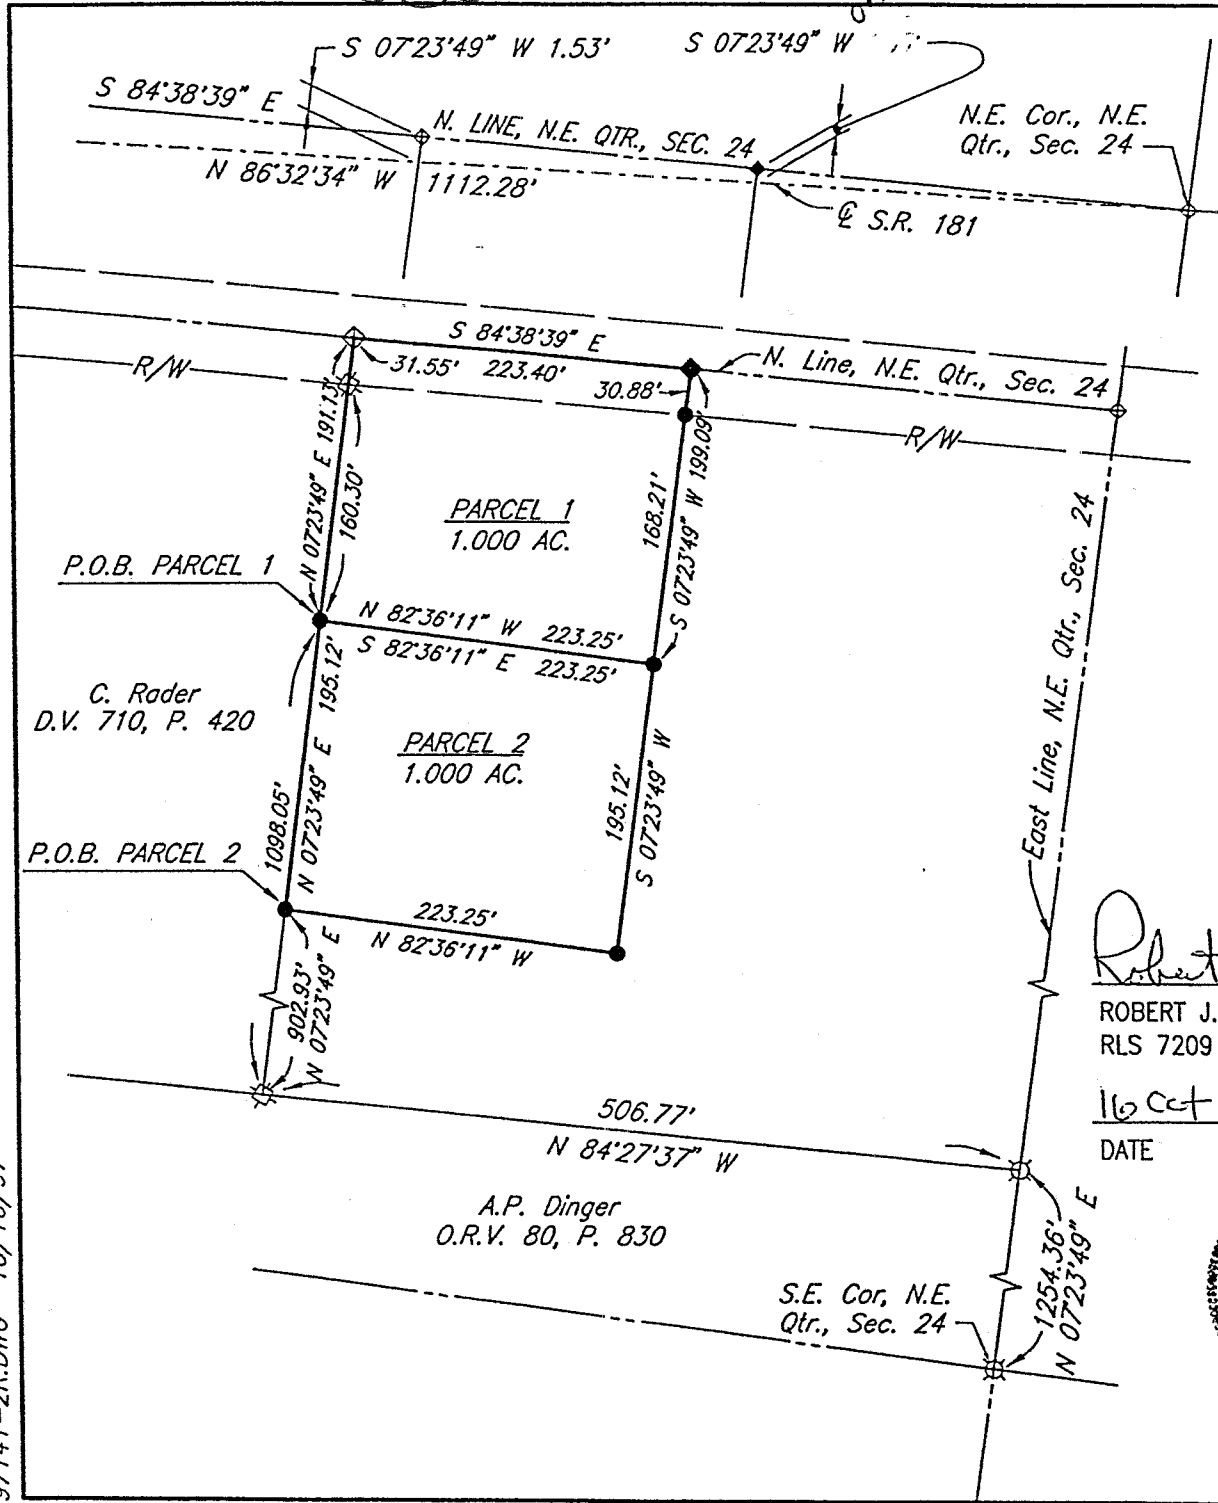 S 07°23'49" W 1.53'
S 07°23'49" W
S 84°38'39" E
N. LINE, N.E. QTR., SEC. 24
N.E. Cor., N.E.
Qtr., Sec. 24
N 86°32'34" W 1112.28'
℄ S.R. 181
S 84°38'39" E
31.55' 223.40'
30.88'
N. Line, N.E. Qtr., Sec. 24
R/W
R/W
N 07°23'49" E 191.13'
160.30'
PARCEL 1
1.000 AC.
168.21'
S 07°23'49" W 199.09'
P.O.B. PARCEL 1
N 82°36'11" W 223.25'
S 82°36'11" E 223.25'
C. Rader
D.V. 710, P. 420
N 07°23'49" E 195.12'
1098.05'
PARCEL 2
1.000 AC.
195.12'
S 07°23'49" W
East Line, N.E. Qtr., Sec. 24
P.O.B. PARCEL 2
223.25'
N 82°36'11" W
902.93'
N 07°23'49" E
Robert
ROBERT J.
RLS 7209
16 Oct
DATE
506.77'
N 84°27'37" W
A.P. Dinger
O.R.V. 80, P. 830
1254.36'
N 07°23'49" E
S.E. Cor, N.E.
Qtr., Sec. 24